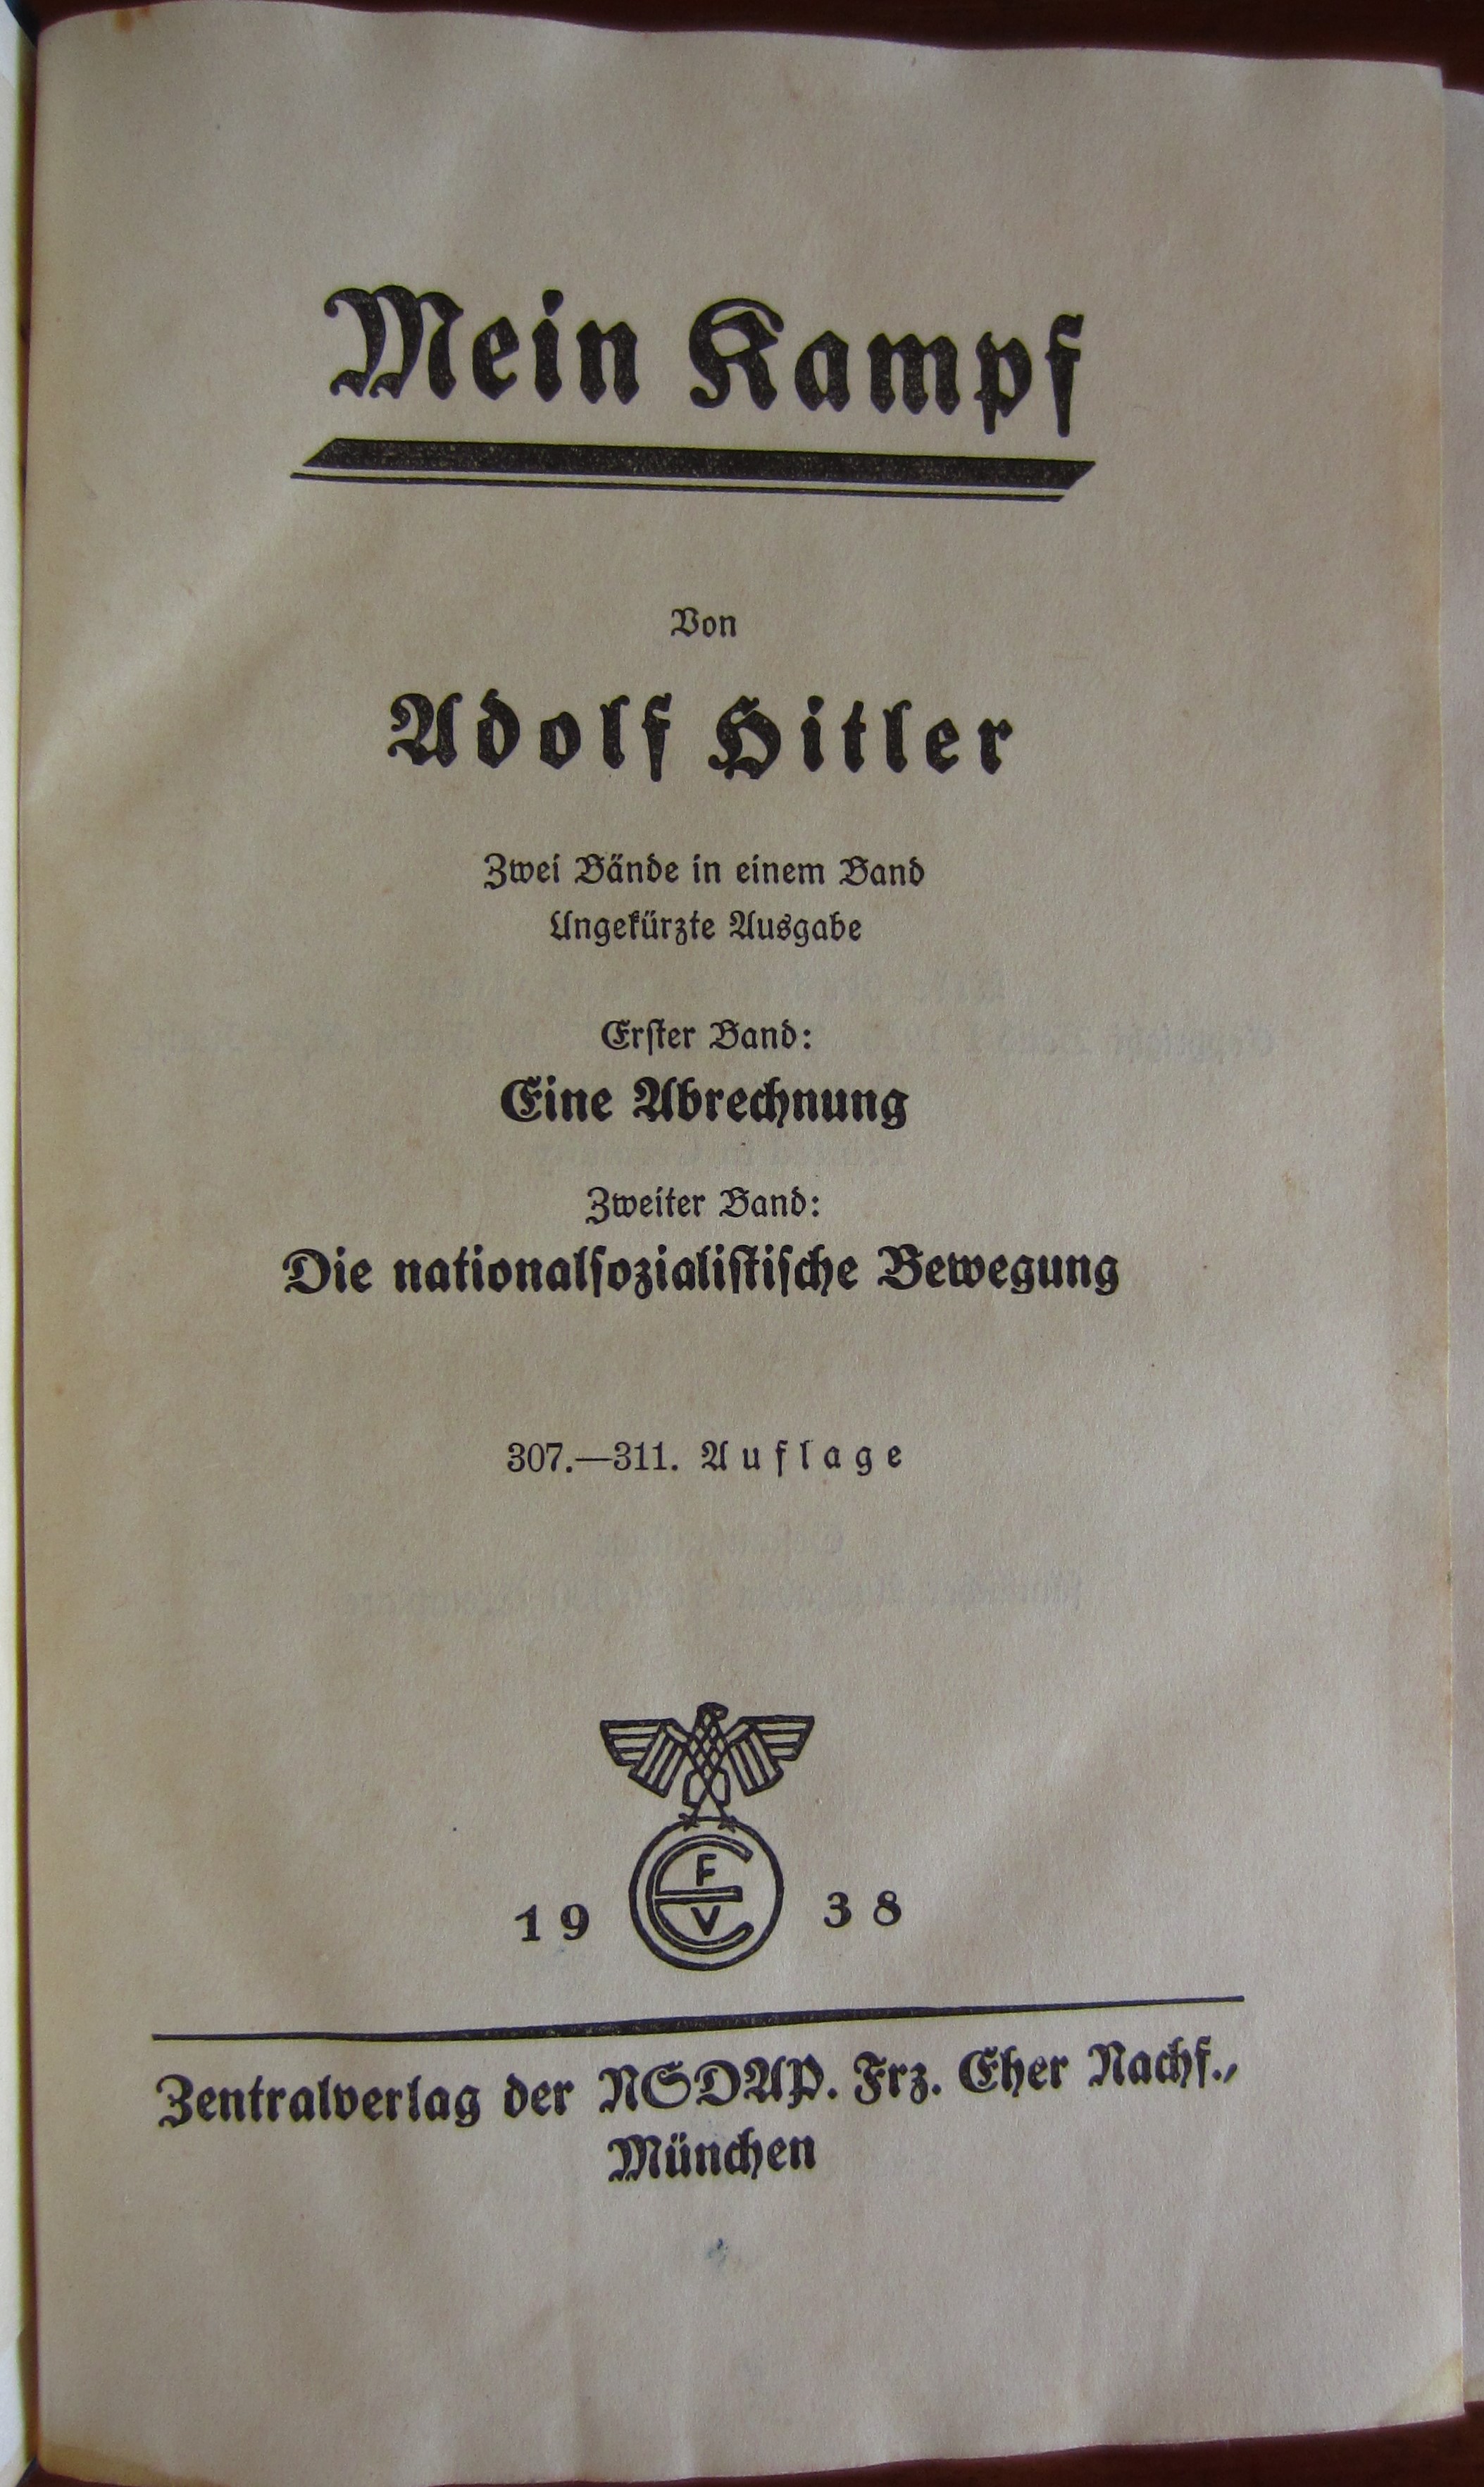 Mein Kampf
Von
Adolf Hitler
Zwei Bände in einem Band
Ungekürzte Ausgabe
Erſter Band:
Eine Abrechnung
Zweiter Band:
Die nationalſozialiſtiſche Bewegung
307.—311. Auflage
F
E
V
19 38
Zentralverlag der NSDAP. Frz. Eher Nachf.,
München